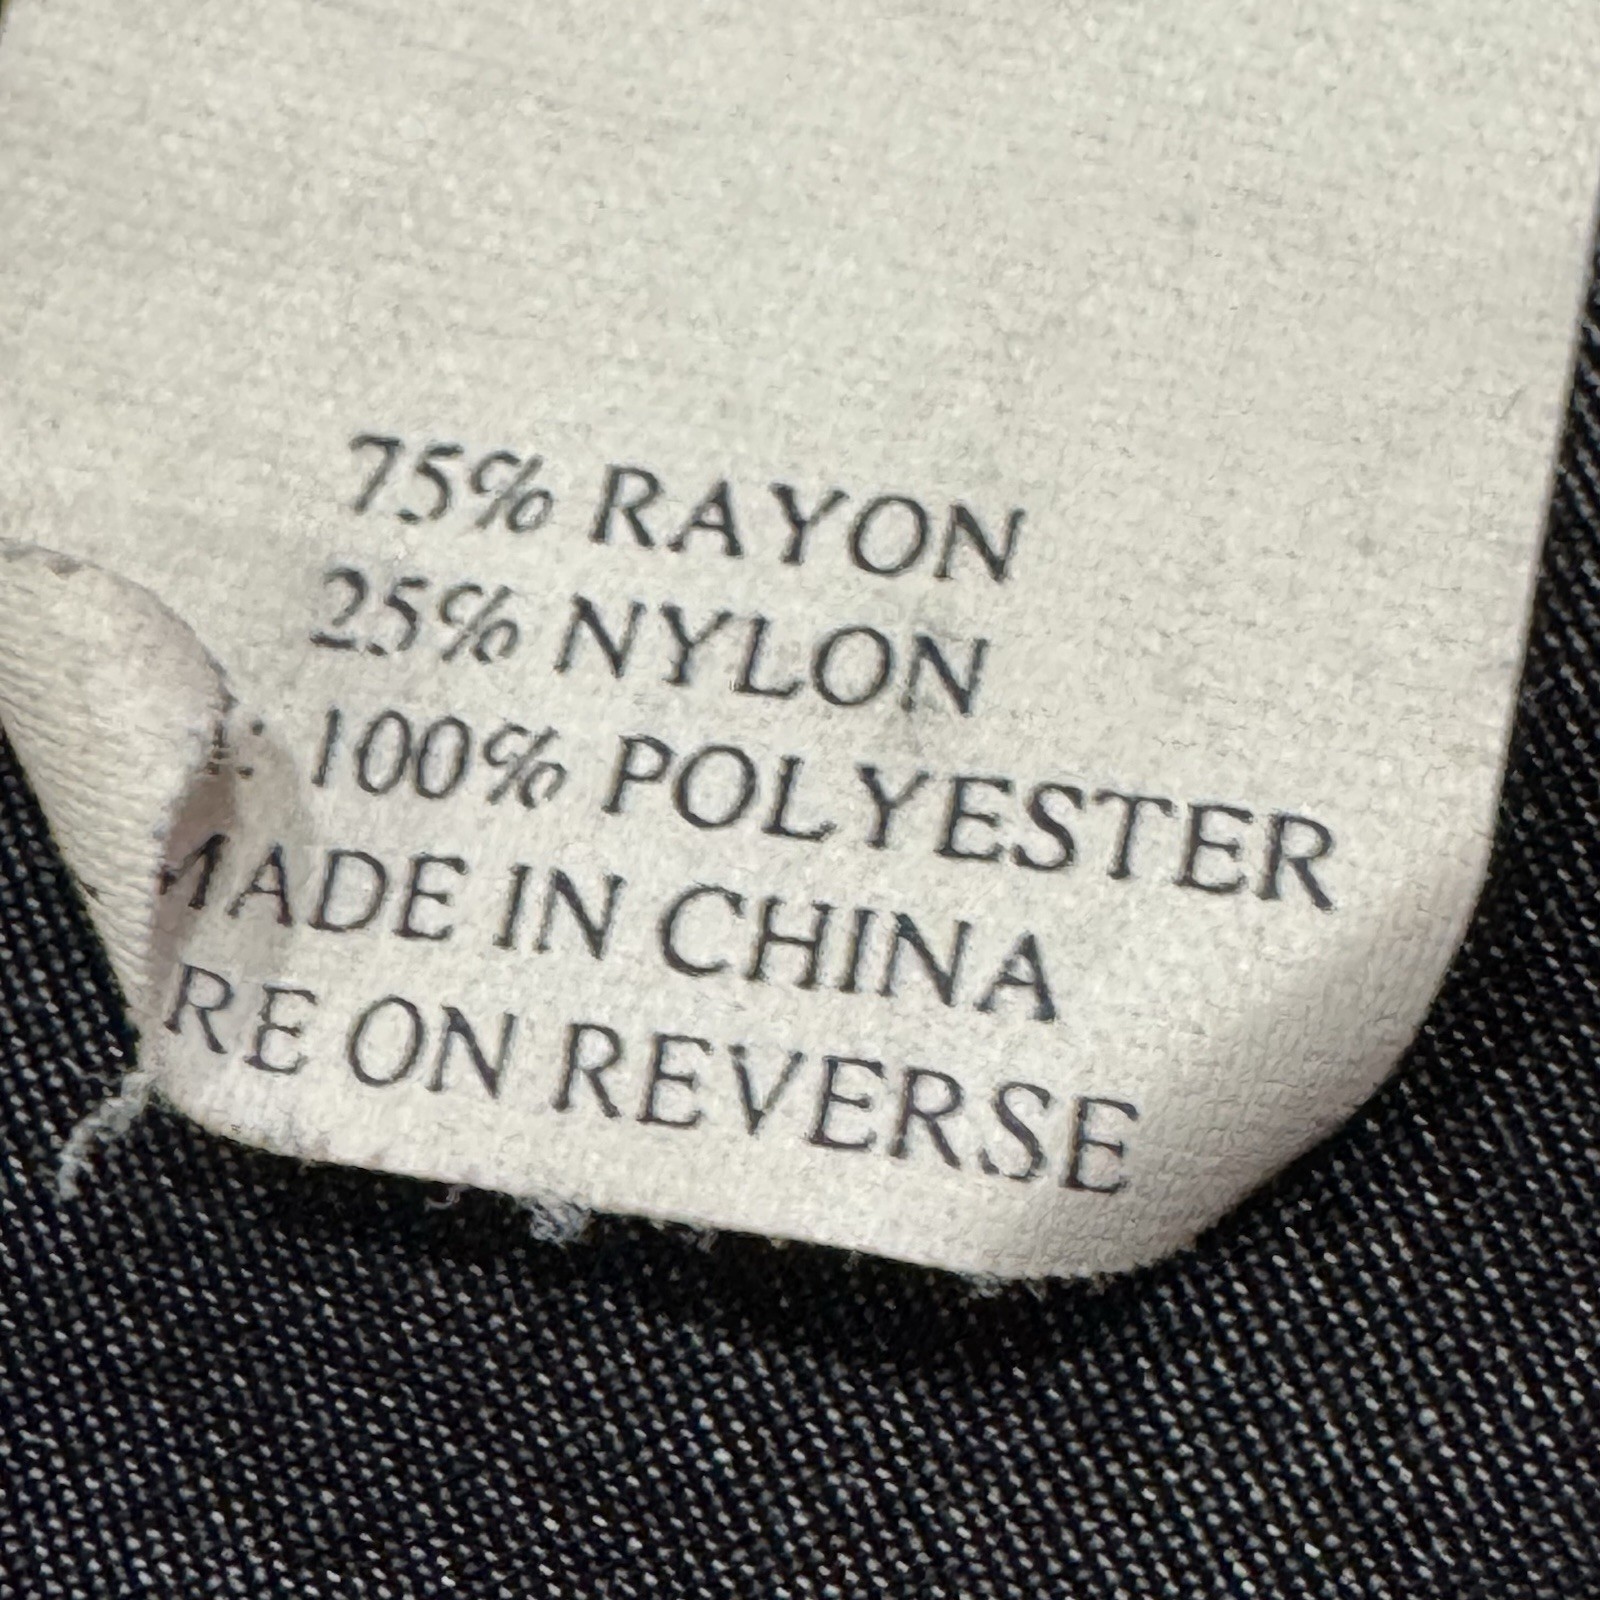 75% RAYON
25% NYLON
: 100% POLYESTER
MADE IN CHINA
RE ON REVERSE